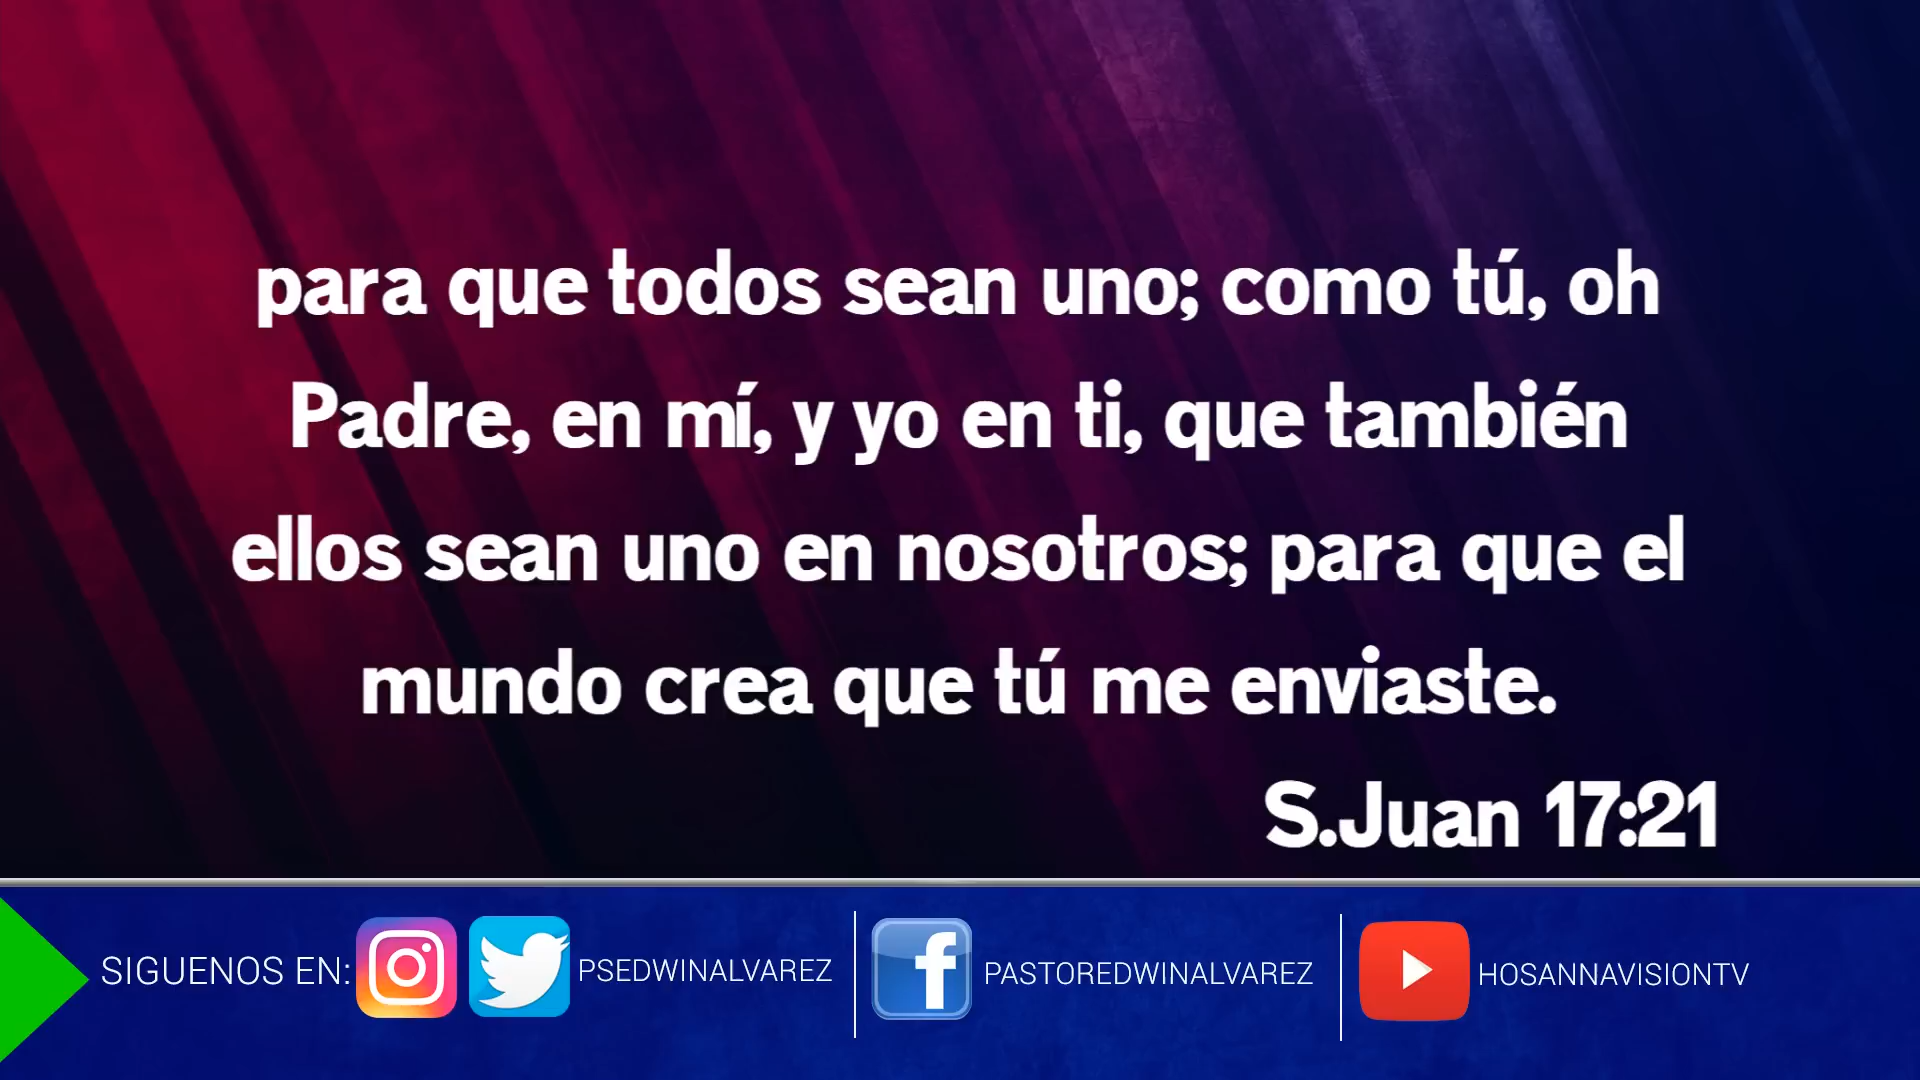 para que todos sean uno; como tú, oh
Padre, en mí, y yo en ti, que también
ellos sean uno en nosotros; para que el
mundo crea que tú me enviaste.
S.Juan 17:21
SIGUENOS EN: PSEDWINALVAREZ PASTOREDWINALVAREZ HOSANNAVISIONTV